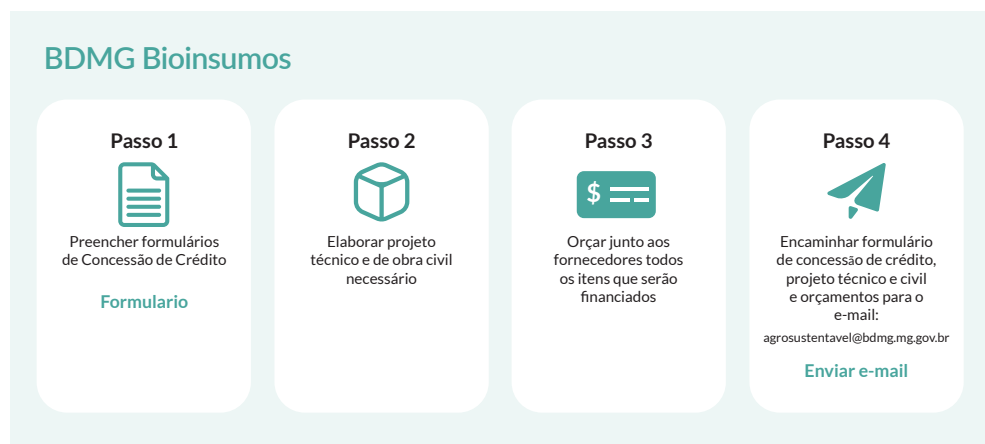 BDMG Bioinsumos
Passo 1
Preencher formulários
de Concessão de Crédito
Formulario
Passo 2
Elaborar projeto
técnico e de obra civil
necessário
Passo 3
$
Orçar junto aos
fornecedores todos
os itens que serão
financiados
Passo 4
Encaminhar formulário
de concessão de crédito,
projeto técnico e civil
e orçamentos para o
e-mail:
agrosustentavel@bdmg.mg.gov.br
Enviar e-mail